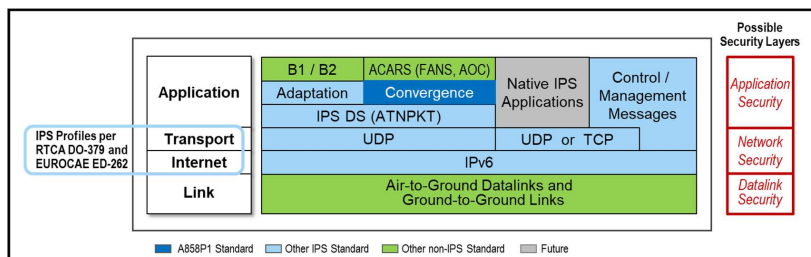 Possible
Security Layers
B1 / B2
ACARS (FANS, AOC)
Native IPS
Applications
Control /
Management
Messages
Application
Adaptation
Convergence
Application
Security
IPS DS (ATNPKT)
IPS Profiles per
RTCA DO-379 and
EUROCAE ED-262
Transport
UDP
UDP or TCP
Network
Security
Internet
IPv6
Link
Air-to-Ground Datalinks and
Ground-to-Ground Links
Datalink
Security
A858P1 Standard
Other IPS Standard
Other non-IPS Standard
Future